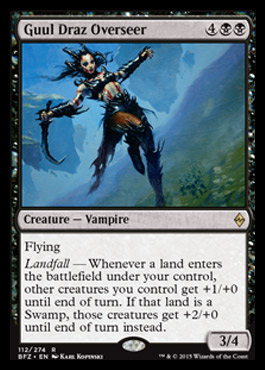 Guul Draz Overseer 4
Creature — Vampire
Flying
Landfall — Whenever a land enters
the battlefield under your control,
other creatures you control get +1/+0
until end of turn. If that land is a
Swamp, those creatures get +2/+0
until end of turn instead.
112/274 R
BFZ • EN Karl Kopinski
3/4
™ & © 2015 Wizards of the Coast